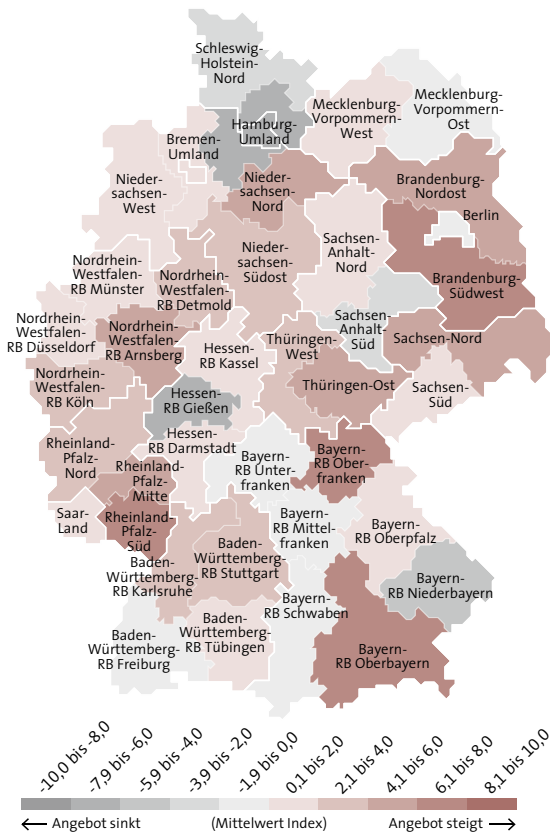 Schleswig-
Holstein-
Nord
Hamburg-
Umland
Mecklenburg-
Vorpommern-
West
Mecklenburg-
Vorpommern-
Ost
Bremen-
Umland
Nieder-
sachsen-
West
Nieder-
sachsen-
Nord
Brandenburg-
Nordost
Berlin
Nieder-
sachsen-
Südost
Sachsen-
Anhalt-
Nord
Brandenburg-
Südwest
Nordrhein-
Westfalen-
RB Münster
Nordrhein-
Westfalen-
RB Detmold
Sachsen-
Anhalt-
Süd
Nordrhein-
Westfalen-
RB Düsseldorf
Nordrhein-
Westfalen-
RB Arnsberg
Hessen-
RB Kassel
Thüringen-
West
Sachsen-Nord
Nordrhein-
Westfalen-
RB Köln
Hessen-
RB Gießen
Thüringen-Ost
Sachsen-
Süd
Rheinland-
Pfalz-
Nord
Hessen-
RB Darmstadt
Bayern-
RB Unter-
franken
Bayern-
RB Ober-
franken
Rheinland-
Pfalz-
Mitte
Saar-
Land
Rheinland-
Pfalz-
Süd
Bayern-
RB Mittel-
franken
Bayern-
RB Oberpfalz
Baden-
Württemberg-
RB Karlsruhe
Baden-
Württemberg-
RB Stuttgart
Bayern-
RB Niederbayern
Bayern-
RB Schwaben
Baden-
Württemberg-
RB Freiburg
Baden-
Württemberg-
RB Tübingen
Bayern-
RB Oberbayern
-10,0 bis -8,0
-7,9 bis -6,0
-5,9 bis -4,0
-3,9 bis -2,0
-1,9 bis 0,0
0,1 bis 2,0
2,1 bis 4,0
4,1 bis 6,0
6,1 bis 8,0
8,1 bis 10,0
← Angebot sinkt
(Mittelwert Index)
Angebot steigt →